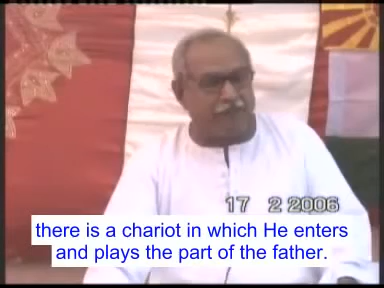 17 2 2006
there is a chariot in which He enters
and plays the part of the father.